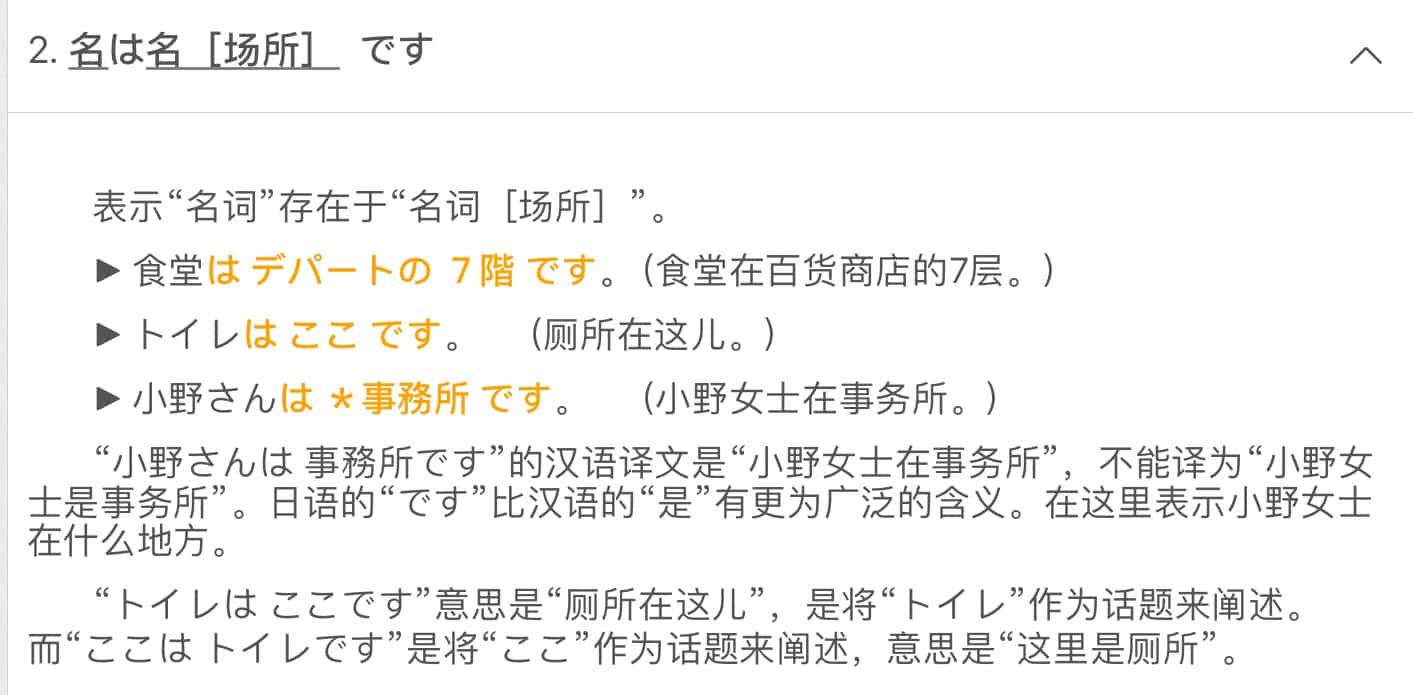 2. 名は名［场所］ です
表示“名词”存在于“名词［场所］”。
▶ 食堂は デパートの ７階 です。（食堂在百货商店的7层。）
▶ トイレは ここ です。 （厕所在这儿。）
▶ 小野さんは ＊事務所 です。 （小野女士在事务所。）
“小野さんは 事務所です”的汉语译文是“小野女士在事务所”，不能译为“小野女
士是事务所”。日语的“です”比汉语的“是”有更为广泛的含义。在这里表示小野女士
在什么地方。
“トイレは ここです”意思是“厕所在这儿”，是将“トイレ”作为话题来阐述。
而“ここは トイレです”是将“ここ”作为话题来阐述，意思是“这里是厕所”。